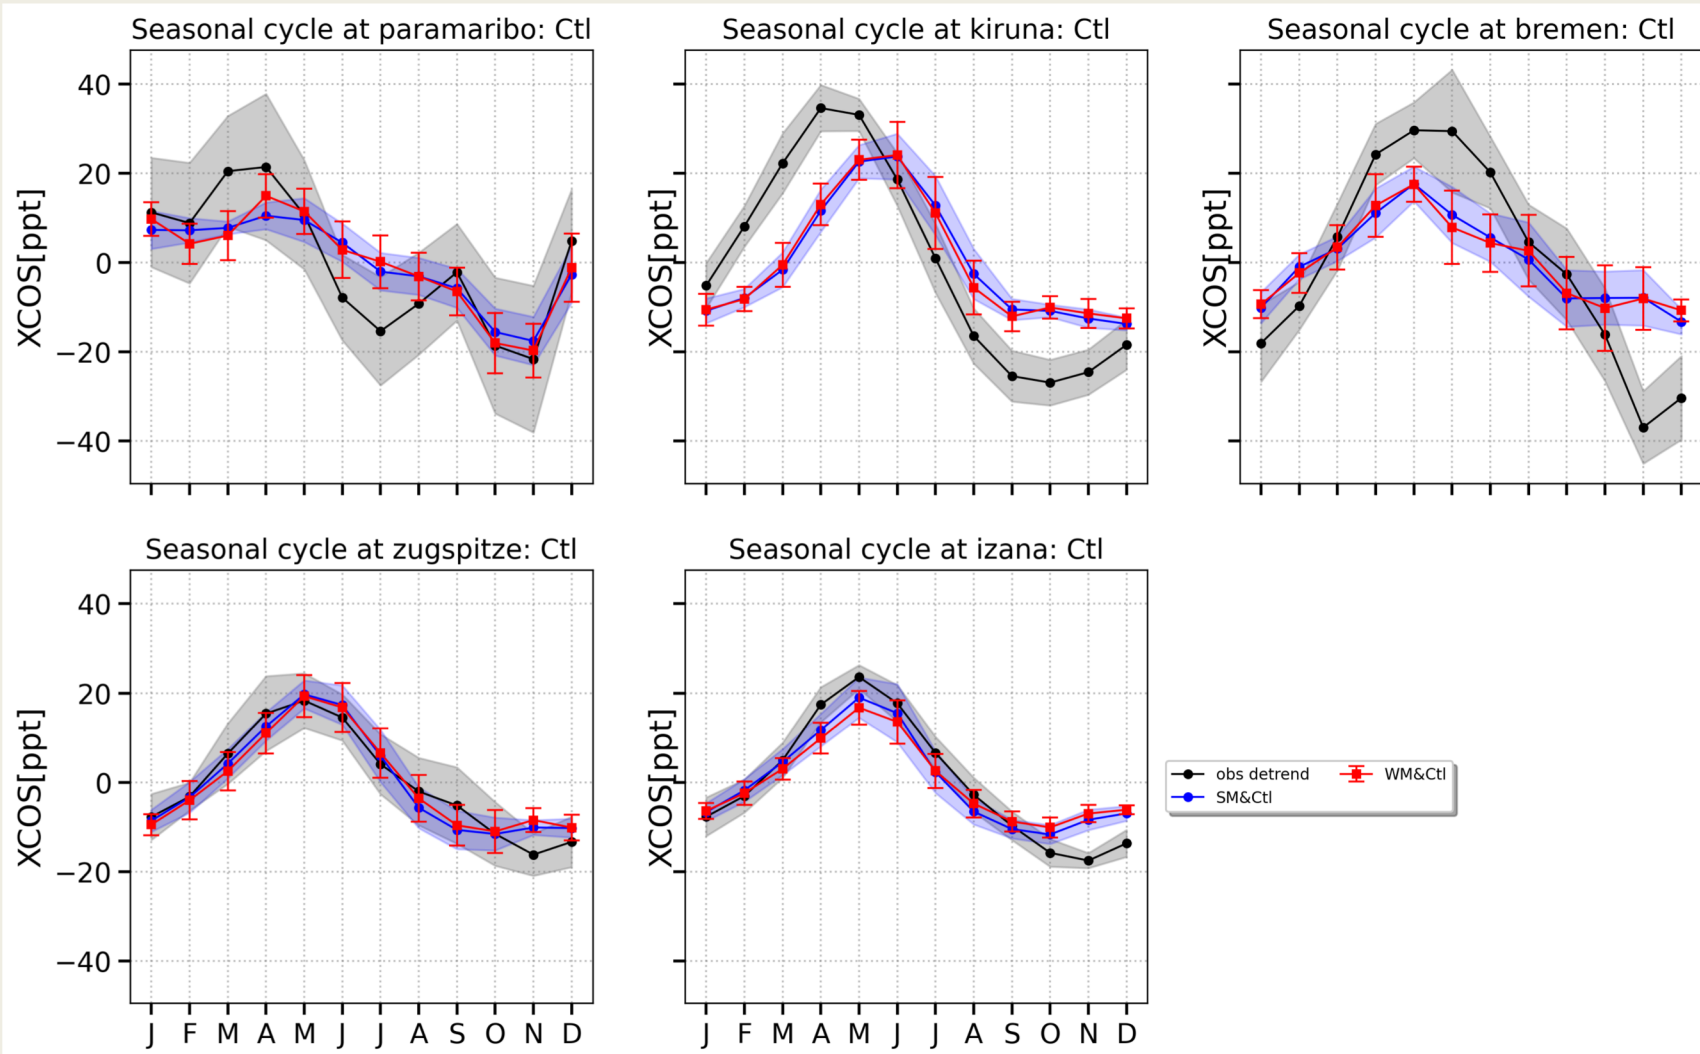 Seasonal cycle at paramaribo: Ctl
Seasonal cycle at kiruna: Ctl
Seasonal cycle at bremen: Ctl
XCOS[ppt]
40
20
0
−20
−40
XCOS[ppt]
XCOS[ppt]
Seasonal cycle at zugspitze: Ctl
Seasonal cycle at izana: Ctl
XCOS[ppt]
40
20
0
−20
−40
XCOS[ppt]
J F M A M J J A S O N D
J F M A M J J A S O N D
obs detrend
WM&Ctl
SM&Ctl